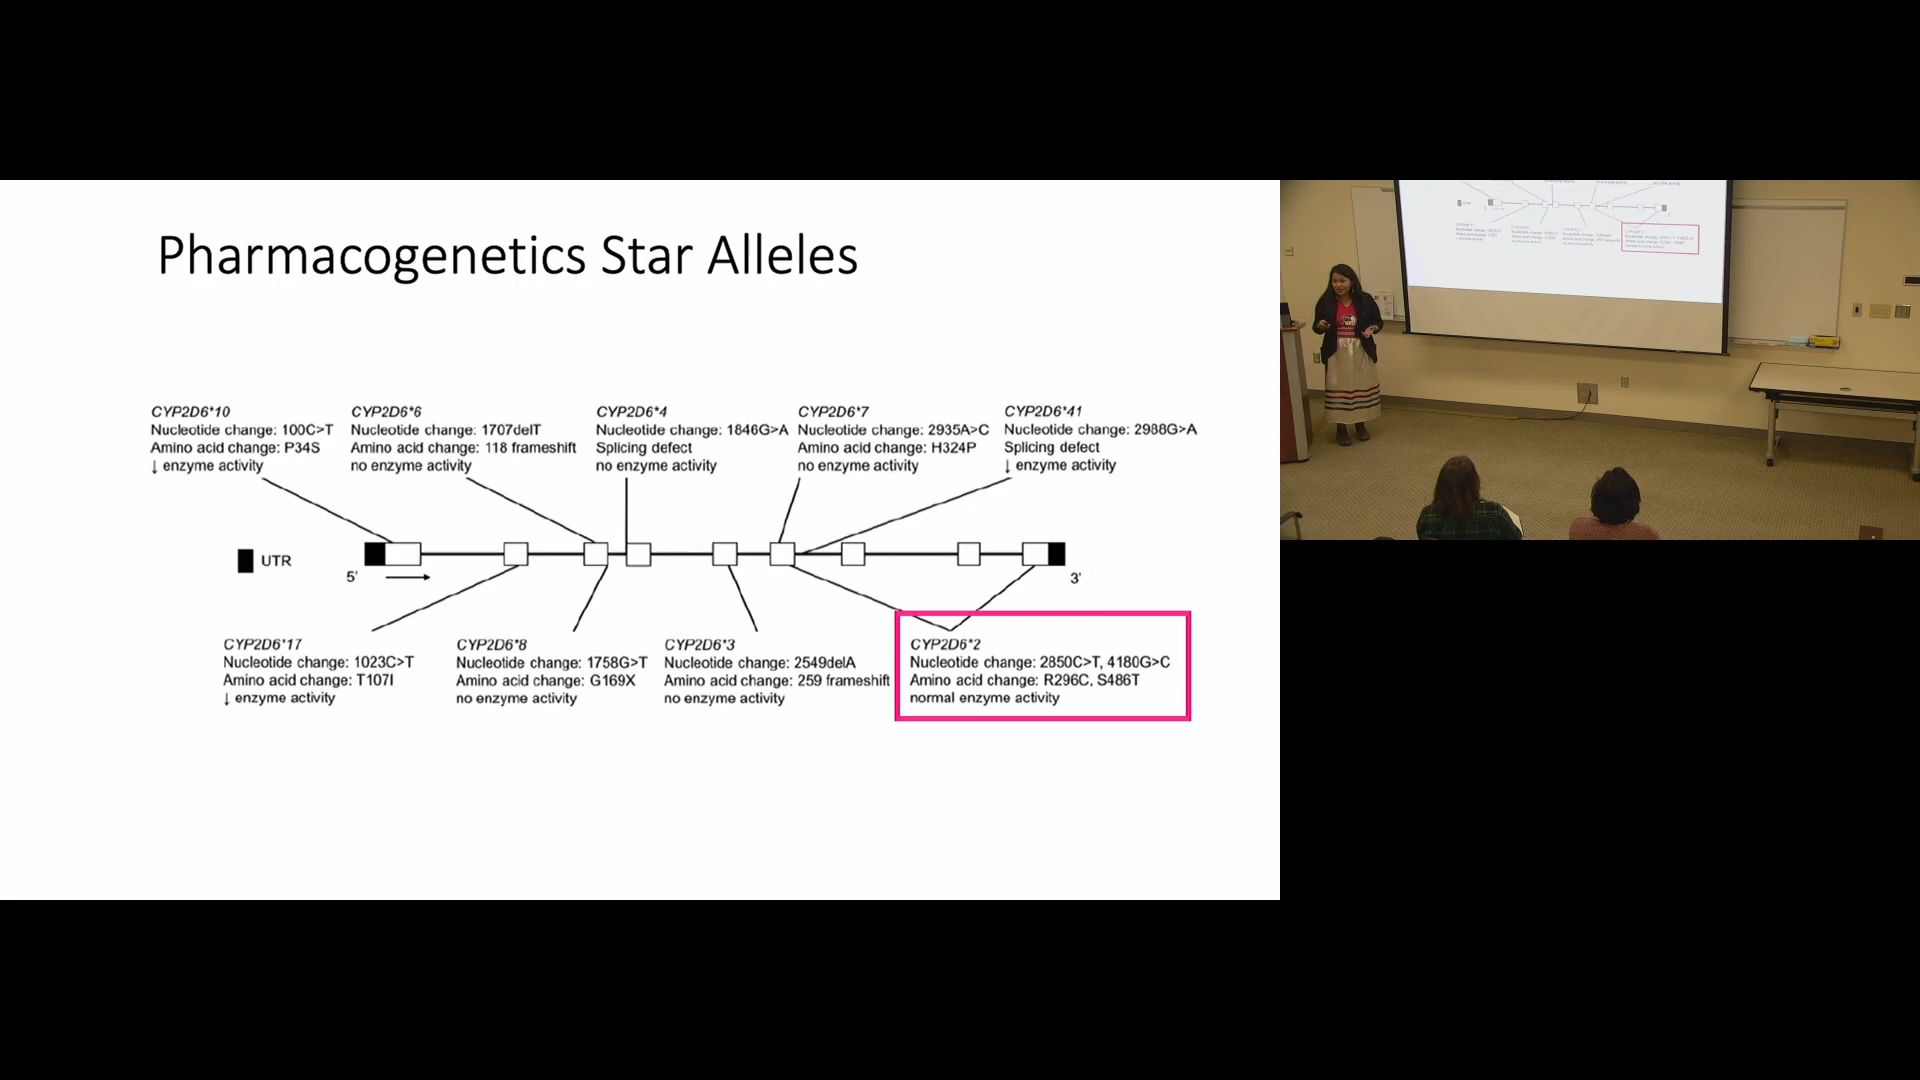 Pharmacogenetics Star Alleles
CYP2D6*10
Nucleotide change: 100C>T
Amino acid change: P34S
↓ enzyme activity
CYP2D6*6
Nucleotide change: 1707delT
Amino acid change: 118 frameshift
no enzyme activity
CYP2D6*4
Nucleotide change: 1846G>A
Splicing defect
no enzyme activity
CYP2D6*7
Nucleotide change: 2935A>C
Amino acid change: H324P
no enzyme activity
CYP2D6*41
Nucleotide change: 2988G>A
Splicing defect
↓ enzyme activity
UTR
5'
3'
CYP2D6*17
Nucleotide change: 1023C>T
Amino acid change: T107I
↓ enzyme activity
CYP2D6*8
Nucleotide change: 1758G>T
Amino acid change: G169X
no enzyme activity
CYP2D6*3
Nucleotide change: 2549delA
Amino acid change: 259 frameshift
no enzyme activity
CYP2D6*2
Nucleotide change: 2850C>T, 4180G>C
Amino acid change: R296C, S486T
normal enzyme activity